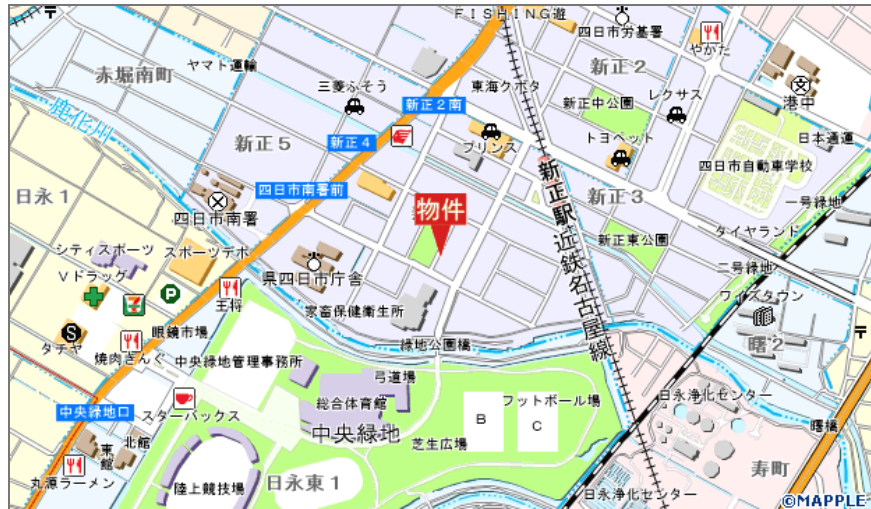 FISHING遊
四日市労基署
やがた
赤堀南町
ヤマト運輸
三菱ふそう
東海クボタ
新正2
レクサス
港中
鹿化川
新正2南
新正中公園
新正5
新正4
プリンス
トヨペット
日本通運
四日市自動車学校
日永1
四日市南署前
四日市南署
物件
新正駅
新正3
一号緑地
シティスポーツ
スポーツデポ
新正東公園
タイヤランド
Vドラッグ
県四日市庁舎
近鉄名古屋線
二号緑地
ワイズタウン
王将
家畜保健衛生所
眼鏡市場
タチヤ
焼肉きんぐ
中央緑地管理事務所
緑地公園橋
曙2
弓道場
総合体育館
フットボール場
日永浄化センター
中央緑地口
スターバックス
中央緑地
芝生広場
B
C
曙橋
東館
北館
丸源ラーメン
陸上競技場
日永東1
寿町
日永浄化センター
©MAPPLE